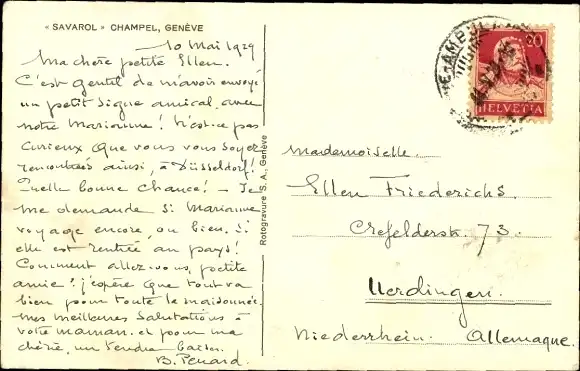 « SAVAROL » CHAMPEL, GENÈVE
10 Mai 1929
Ma chère petite Ellen.
C'est gentil de m'avoir envoyé
un petit signe amical, avec
notre Marianne! N'est-ce pas
curieux que vous vous soyez
rencontrées ainsi, à Düsseldorf!
Quelle bonne chance! – Je
me demande si Marianne
voyage encore, ou bien, si
elle est rentrée au pays!
Comment allez-vous, petite
amie? j'espère que tout va
bien pour toute la maisonnée.
Mes meilleures salutations à
votre maman. et pour ma
chérie, un tendre baiser.
B. Penard.
Rotogravure S. A., Genève
20
HELVETIA
Mademoiselle.
Ellen Friederichs.
Crefelderstr. 73.
Uerdingen.
Niederrhein. Allemagne.